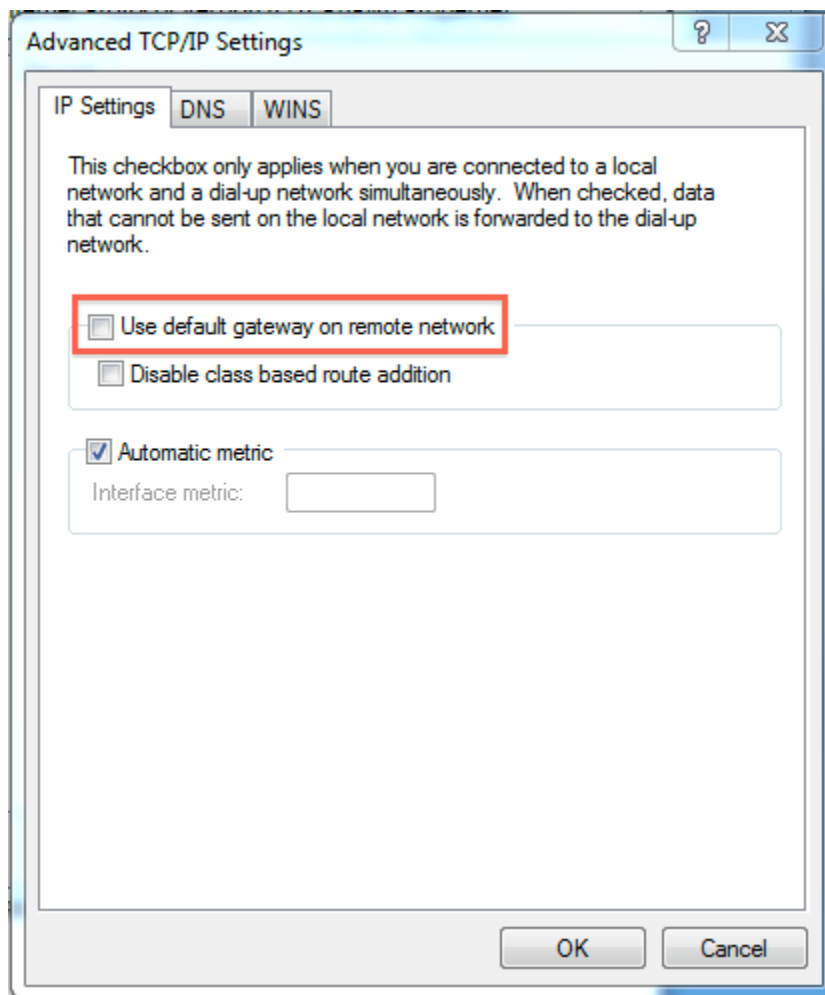 Advanced TCP/IP Settings
IP Settings
DNS
WINS
This checkbox only applies when you are connected to a local
network and a dial-up network simultaneously. When checked, data
that cannot be sent on the local network is forwarded to the dial-up
network.
Use default gateway on remote network
Disable class based route addition
Automatic metric
Interface metric:
OK
Cancel